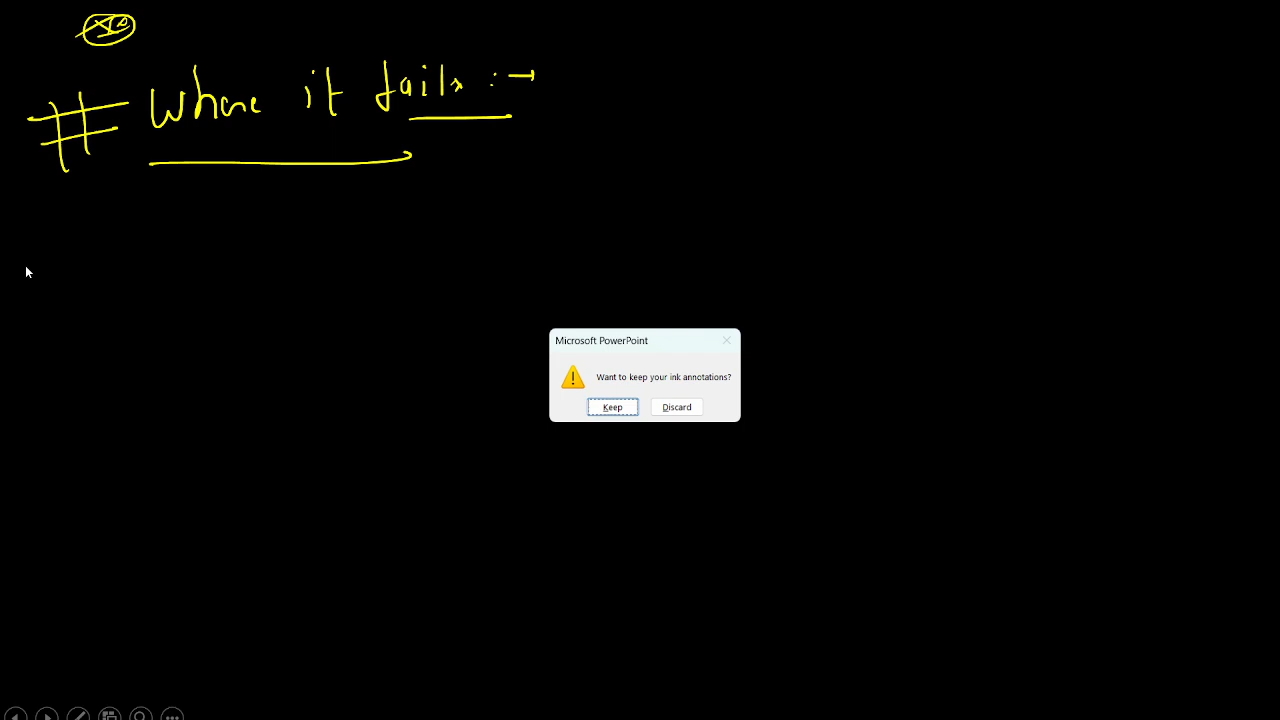 # Where it fails :-
Microsoft PowerPoint
Want to keep your ink annotations?
Keep Discard